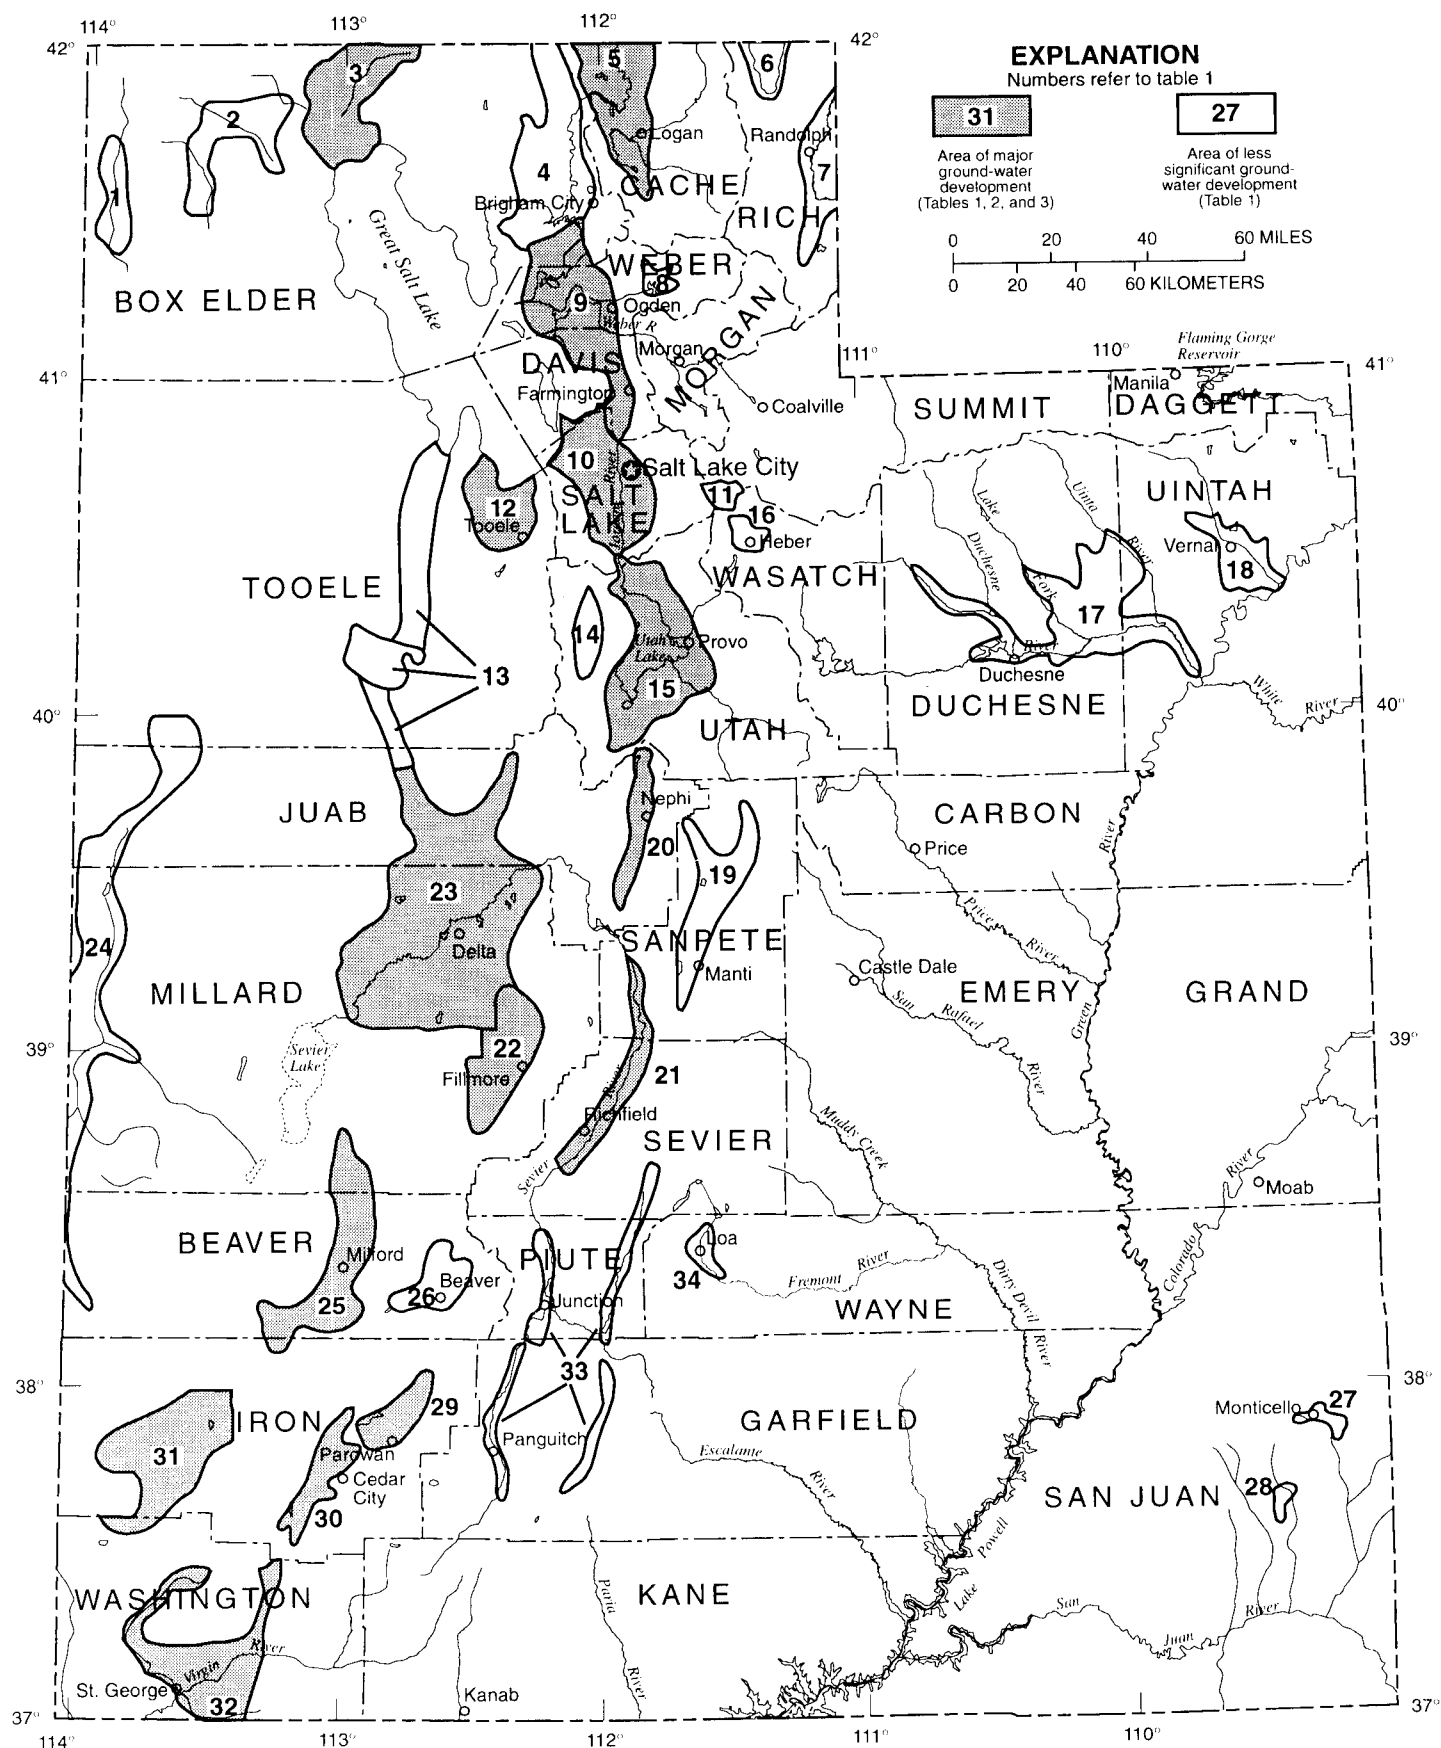 114°
113°
112°
42°
42°
EXPLANATION
Numbers refer to table 1
31
27
Area of major
ground-water
development
(Tables 1, 2, and 3)
Area of less
significant ground-
water development
(Table 1)
0 20 40 60 MILES
0 20 40 60 KILOMETERS
1
2
3
4
5
6
7
Logan
Randolph
CACHE
RICH
Brigham City
Great Salt Lake
BOX ELDER
WEBER
8
9
Ogden
Weber R
MORGAN
Morgan
DAVIS
Farmington
Coalville
41°
111°
110°
41°
Flaming Gorge
Reservoir
Manila
DAGGETT
SUMMIT
10
River
Jordan
Salt Lake City
SALT
LAKE
11
12
Tooele
16
Heber
WASATCH
TOOELE
13
14
Utah
Lake
Provo
15
UTAH
UINTAH
Lake
Fork
Uinta
River
Duchesne
River
Vernal
18
17
Duchesne
DUCHESNE
White
River
40°
40°
JUAB
Nephi
20
19
CARBON
Price
River
23
Delta
24
SANPETE
Manti
Price
River
Castle Dale
San
Rafael
River
EMERY
Green
GRAND
MILLARD
39°
39°
Sevier
Lake
22
Fillmore
21
River
Richfield
Sevier
SEVIER
Muddy Creek
River
Moab
BEAVER
Milford
25
26
Beaver
PIUTE
Junction
Loa
34
Fremont
River
WAYNE
Dirty Devil
River
Colorado
33
38°
38°
29
IRON
31
Parowan
Cedar
City
30
Panguitch
GARFIELD
Escalante
River
Monticello
27
28
SAN JUAN
Powell
Lake
WASHINGTON
KANE
Paria
River
San
Juan
River
River
Virgin
St. George
32
Kanab
37°
37°
114°
113°
112°
111°
110°